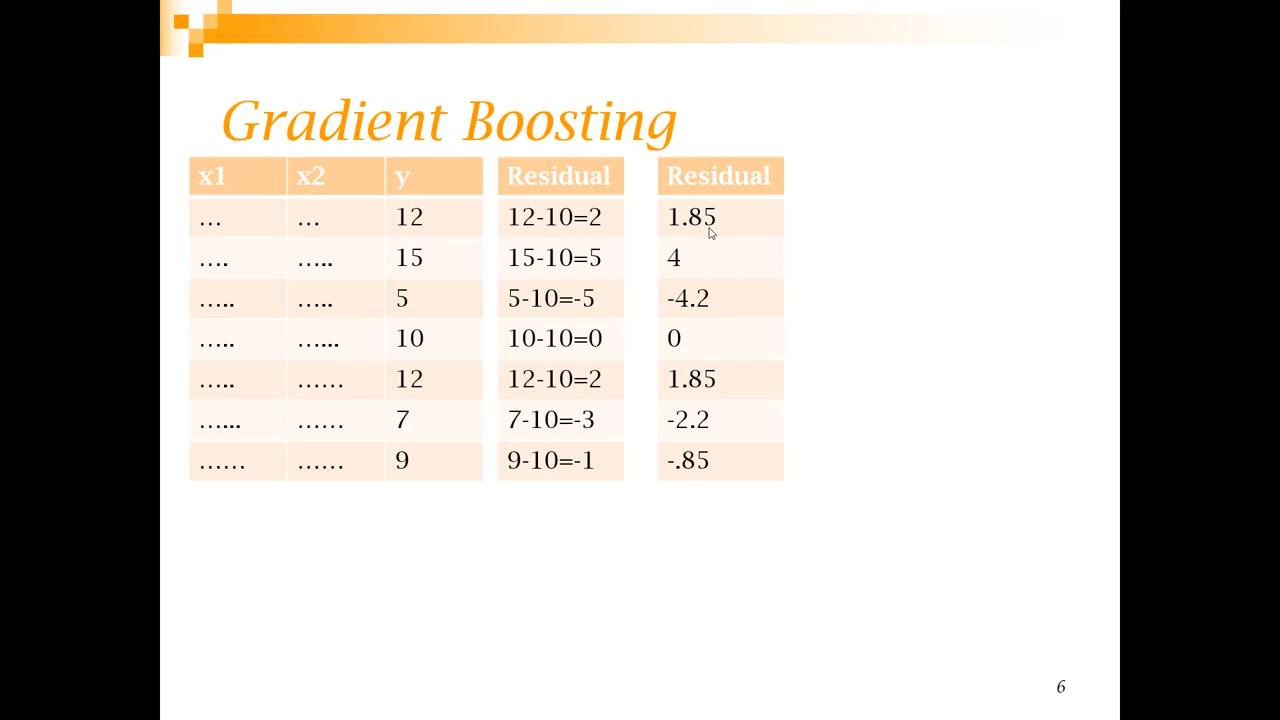 Gradient Boosting
x1 x2 y Residual Residual
… … 12 12-10=2 1.85
…. ….. 15 15-10=5 4
….. ….. 5 5-10=-5 -4.2
….. …... 10 10-10=0 0
….. …… 12 12-10=2 1.85
…... …… 7 7-10=-3 -2.2
…… …… 9 9-10=-1 -.85
6